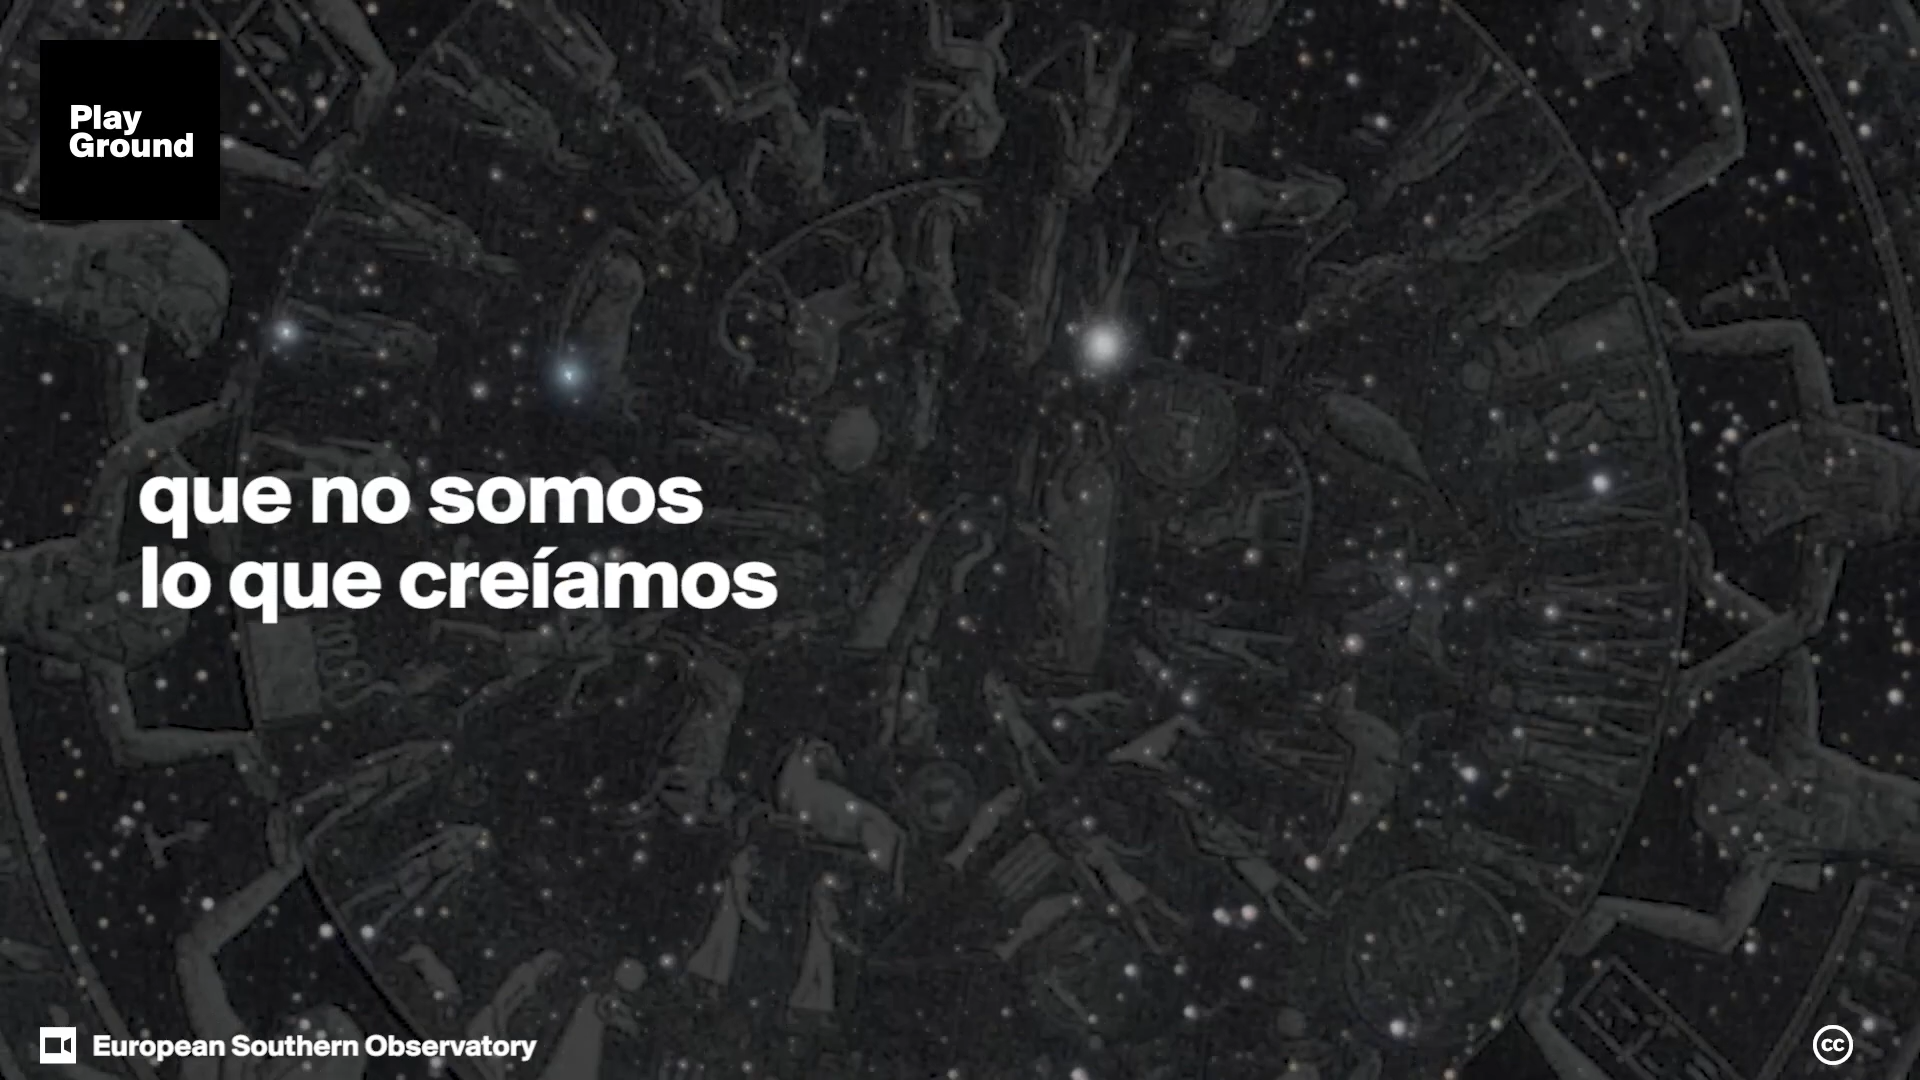 Play
Ground
que no somos
lo que creíamos
European Southern Observatory
cc